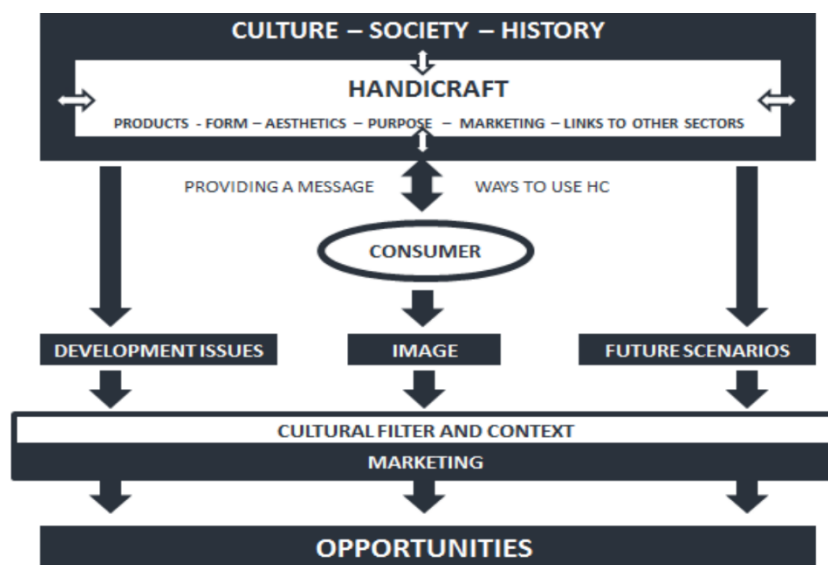 CULTURE – SOCIETY – HISTORY
HANDICRAFT
PRODUCTS - FORM – AESTHETICS – PURPOSE – MARKETING – LINKS TO OTHER SECTORS
PROVIDING A MESSAGE
WAYS TO USE HC
CONSUMER
DEVELOPMENT ISSUES
IMAGE
FUTURE SCENARIOS
CULTURAL FILTER AND CONTEXT
MARKETING
OPPORTUNITIES